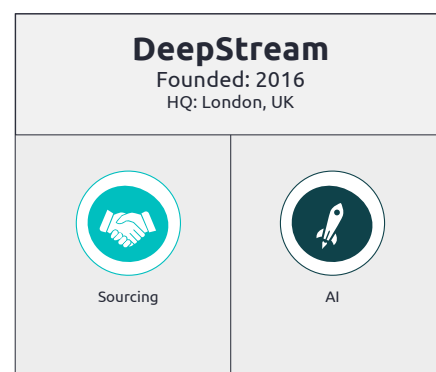 DeepStream
Founded: 2016
HQ: London, UK
Sourcing
AI